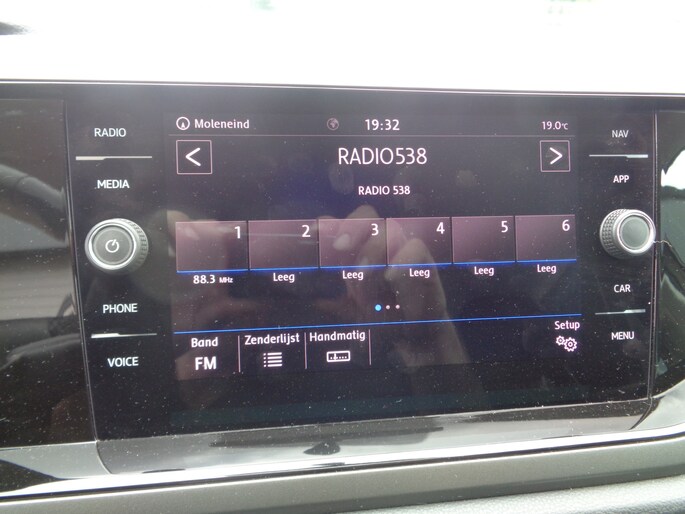 RADIO
MEDIA
PHONE
VOICE
Moleneind 19:32 19.0°C
< RADIO538 >
RADIO 538
1 2 3 4 5 6
88.3 MHz Leeg Leeg Leeg Leeg Leeg
Band Zenderlijst Handmatig Setup
FM
NAV
APP
CAR
MENU